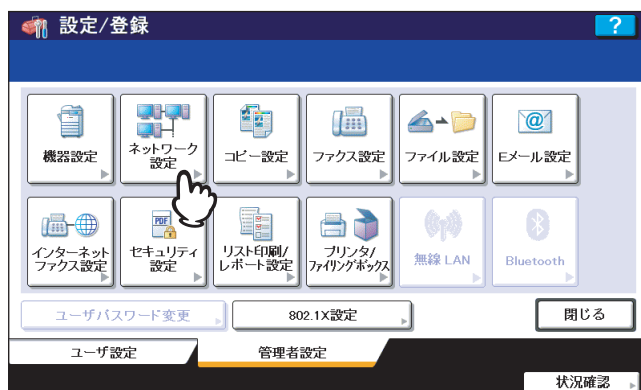 設定/登録
?
機器設定
ネットワーク
設定
コピー設定
ファクス設定
ファイル設定
Eメール設定
インターネット
ファクス設定
PDF
セキュリティ
設定
リスト印刷/
レポート設定
プリンタ/
ファイリングボックス
無線 LAN
Bluetooth
ユーザパスワード変更
802.1X設定
閉じる
ユーザ設定
管理者設定
状況確認